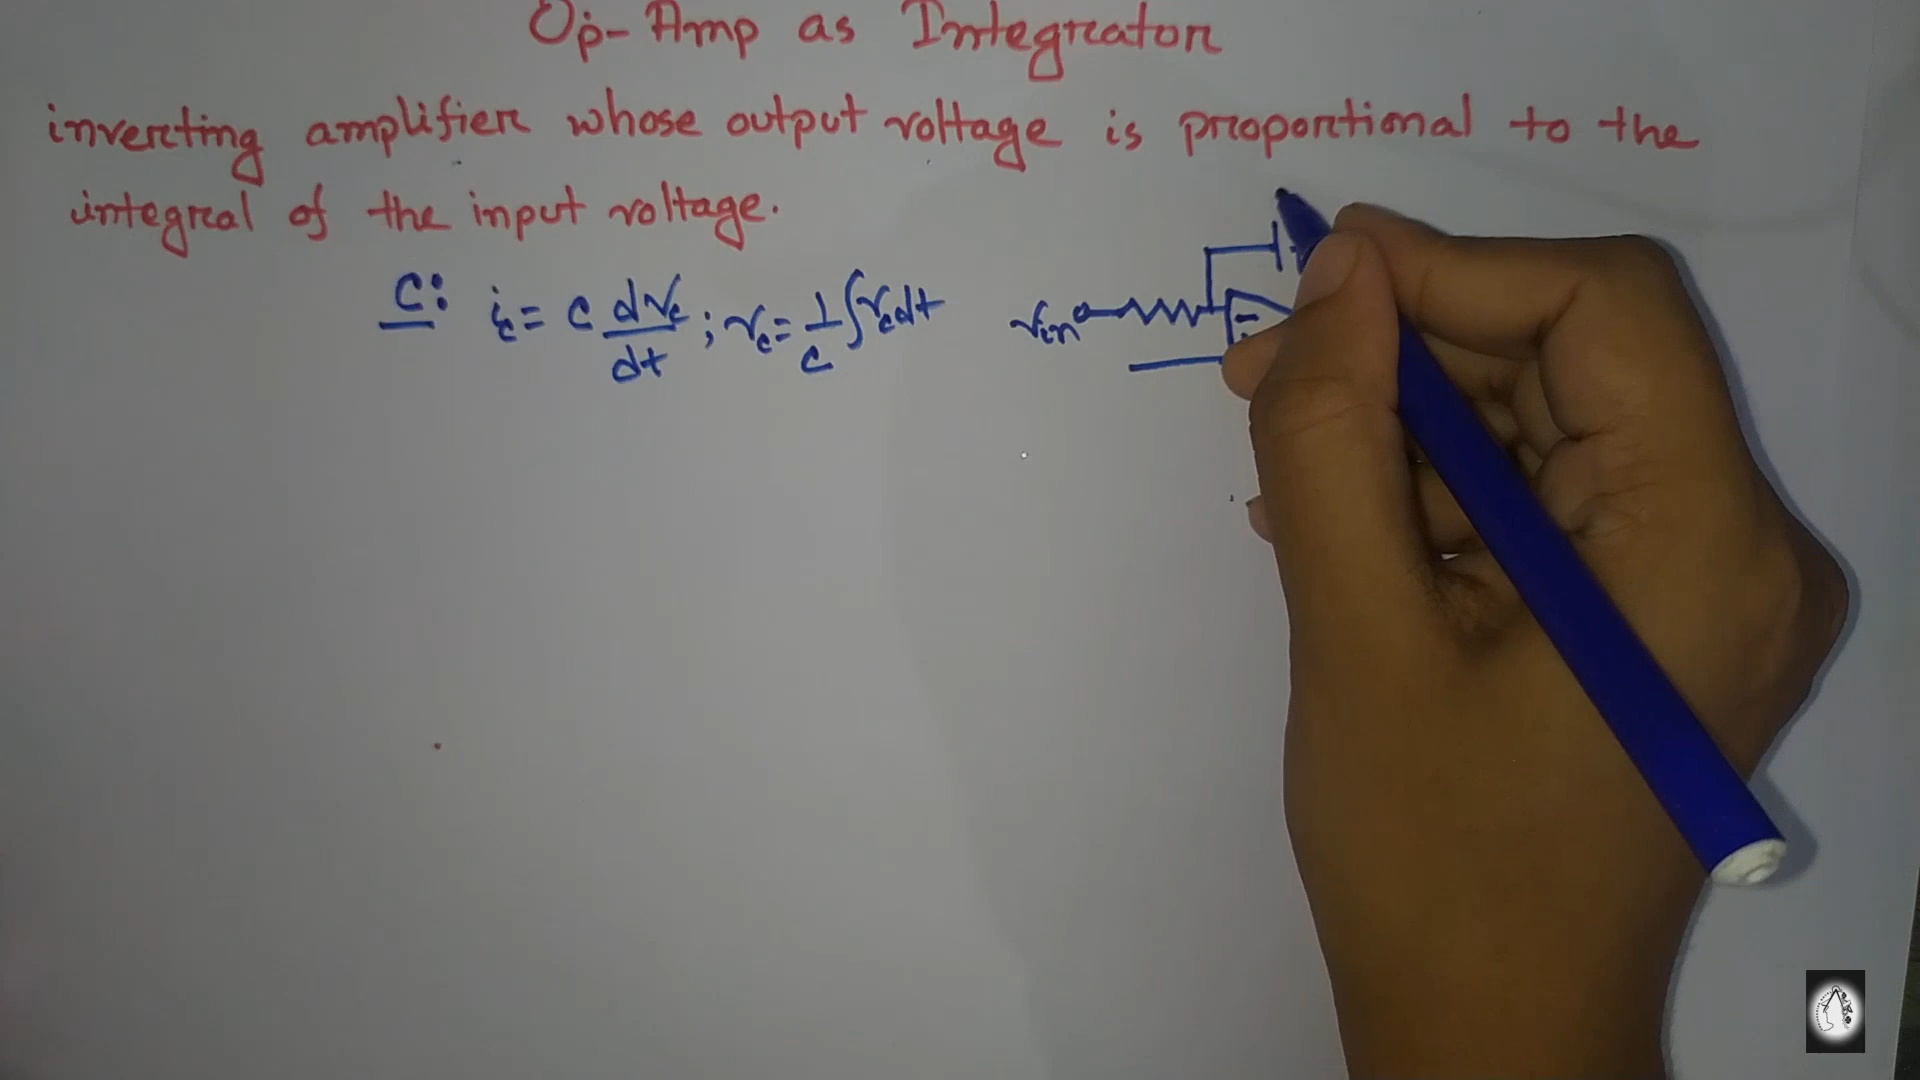 Op-Amp as Integrator
inverting amplifier whose output voltage is proportional to the
integral of the input voltage.
C: ic = C dVc/dt ; vc = 1/C ∫vc dt
vin
-